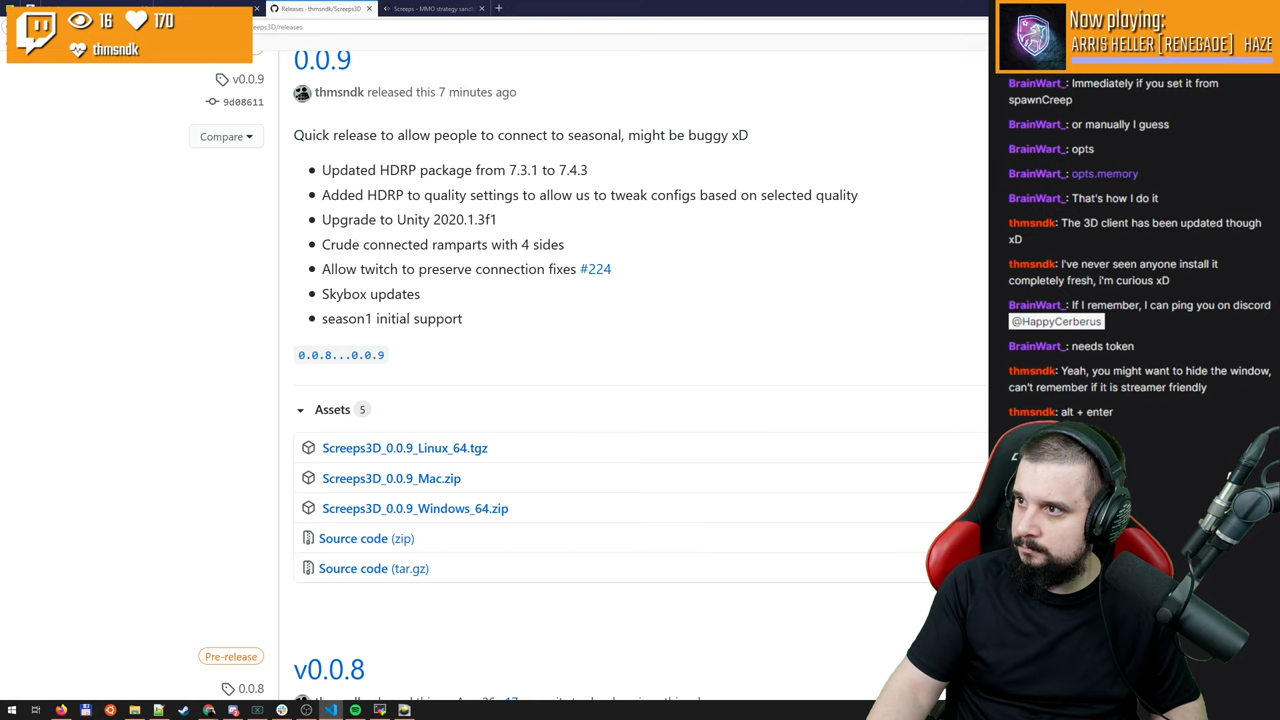 Releases · thmsndk/Screeps3D
Screeps - MMO strategy sandb
eeps3D/releases
16
170
thmsndk
v0.0.9
9d08611
Compare
0.0.9
thmsndk released this 7 minutes ago
Quick release to allow people to connect to seasonal, might be buggy xD
Updated HDRP package from 7.3.1 to 7.4.3
Added HDRP to quality settings to allow us to tweak configs based on selected quality
Upgrade to Unity 2020.1.3f1
Crude connected ramparts with 4 sides
Allow twitch to preserve connection fixes #224
Skybox updates
season1 initial support
0.0.8...0.0.9
Assets 5
Screeps3D_0.0.9_Linux_64.tgz
Screeps3D_0.0.9_Mac.zip
Screeps3D_0.0.9_Windows_64.zip
Source code (zip)
Source code (tar.gz)
Pre-release
0.0.8
v0.0.8
Now playing:
ARRIS HELLER [RENEGADE] HAZE
BrainWart_: Immediately if you set it from
spawnCreep
BrainWart_: or manually I guess
BrainWart_: opts
BrainWart_: opts.memory
BrainWart_: That's how I do it
thmsndk: The 3D client has been updated though
xD
thmsndk: I've never seen anyone install it
completely fresh, i'm curious xD
BrainWart_: If I remember, I can ping you on discord
@HappyCerberus
BrainWart_: needs token
thmsndk: Yeah, you might want to hide the window,
can't remember if it is streamer friendly
thmsndk: alt + enter